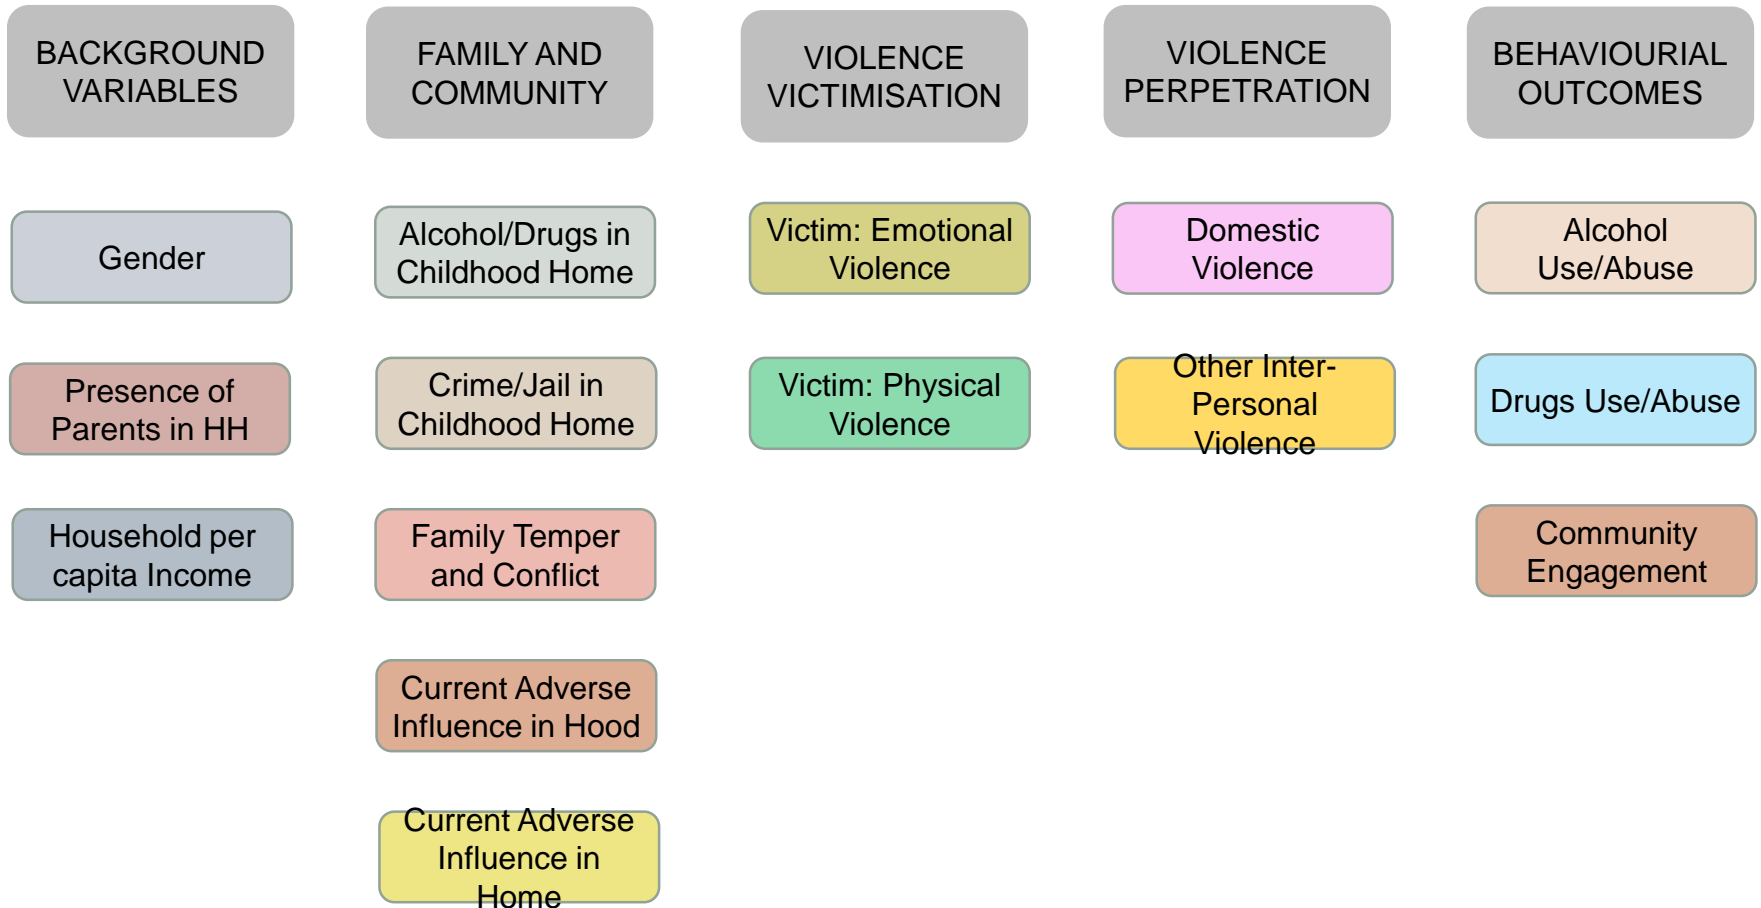 BACKGROUND
VARIABLES
FAMILY AND
COMMUNITY
VIOLENCE
VICTIMISATION
VIOLENCE
PERPETRATION
BEHAVIOURIAL
OUTCOMES
Gender
Presence of
Parents in HH
Household per
capita Income
Alcohol/Drugs in
Childhood Home
Crime/Jail in
Childhood Home
Family Temper
and Conflict
Current Adverse
Influence in Hood
Current Adverse
Influence in
Home
Victim: Emotional
Violence
Victim: Physical
Violence
Domestic
Violence
Other Inter-
Personal
Violence
Alcohol
Use/Abuse
Drugs Use/Abuse
Community
Engagement